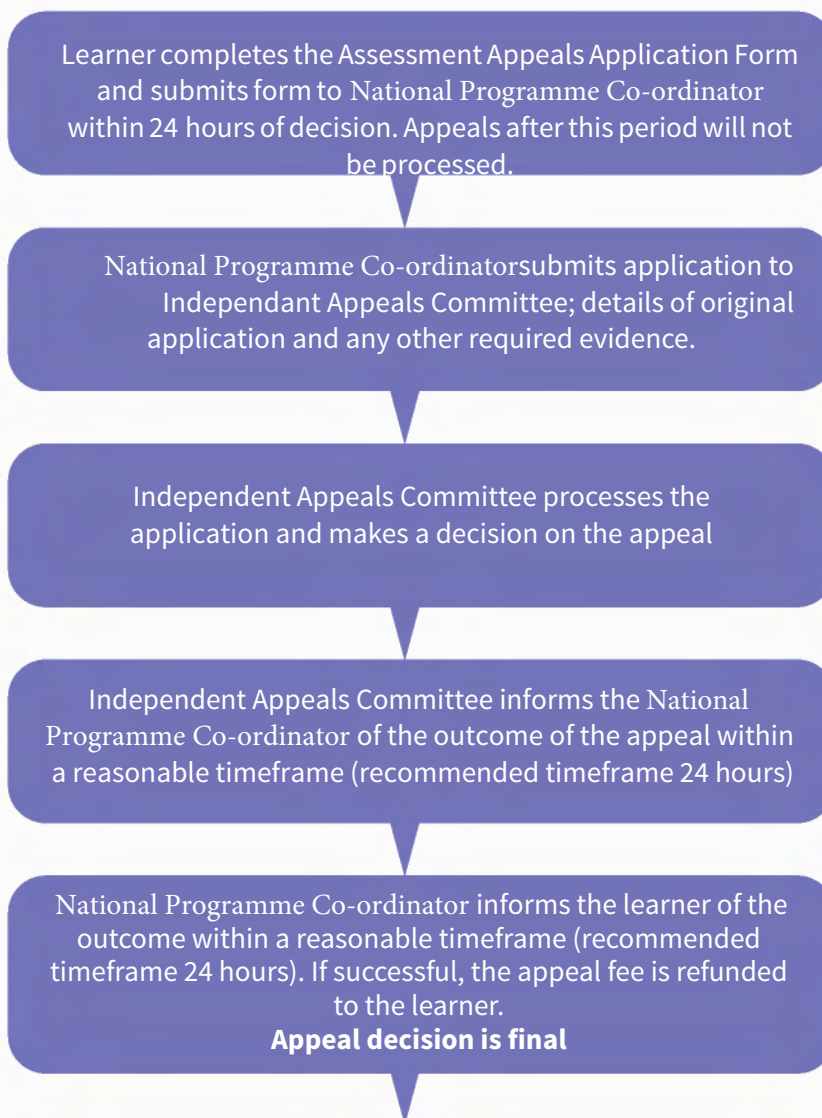 Learner completes the Assessment Appeals Application Form
and submits form to National Programme Co-ordinator
within 24 hours of decision. Appeals after this period will not
be processed.
National Programme Co-ordinatorsubmits application to
Independant Appeals Committee; details of original
application and any other required evidence.
Independent Appeals Committee processes the
application and makes a decision on the appeal
Independent Appeals Committee informs the National
Programme Co-ordinator of the outcome of the appeal within
a reasonable timeframe (recommended timeframe 24 hours)
National Programme Co-ordinator informs the learner of the
outcome within a reasonable timeframe (recommended
timeframe 24 hours). If successful, the appeal fee is refunded
to the learner.
Appeal decision is final